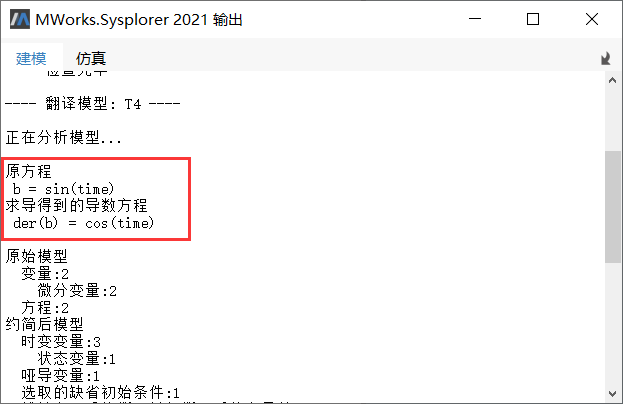 MWorks.Sysplorer 2021 输出
建模 仿真
---- 翻译模型: T4 ----
正在分析模型...
原方程
b = sin(time)
求导得到的导数方程
der(b) = cos(time)
原始模型
变量:2
微分变量:2
方程:2
约简后模型
时变变量:3
状态变量:1
哑导变量:1
选取的缺省初始条件:1